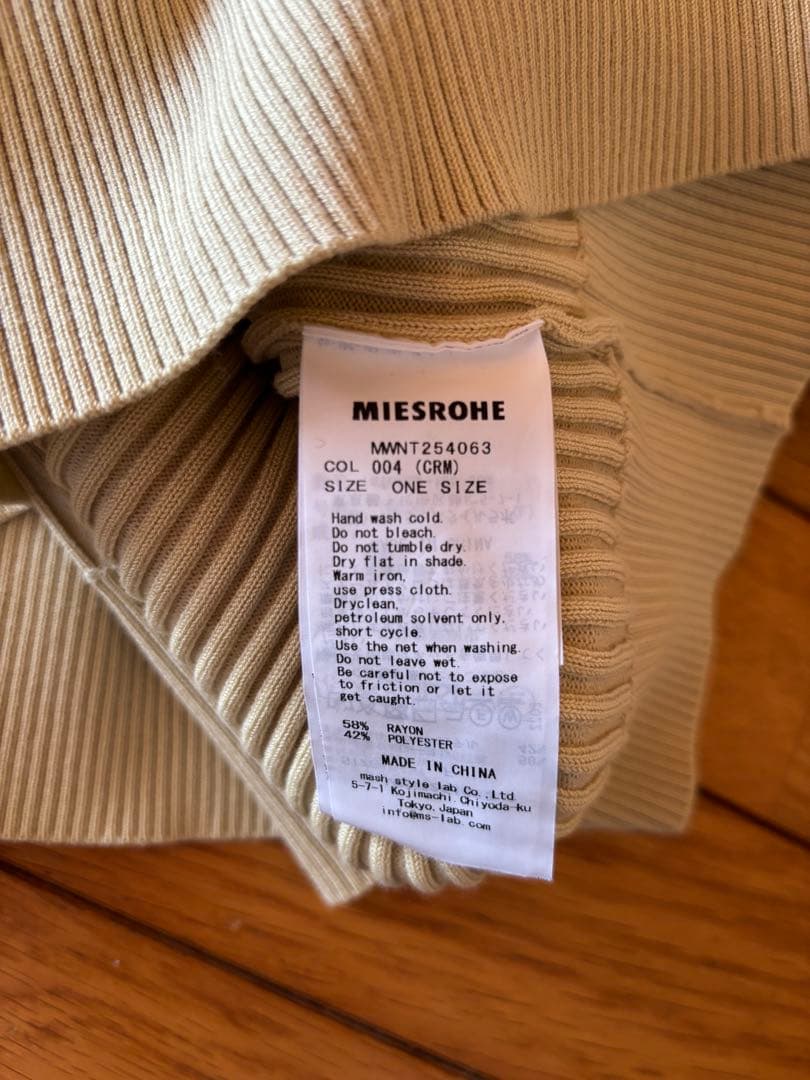 MIESROHE
MWNT254063
COL 004 (CRM)
SIZE ONE SIZE
Hand wash cold.
Do not bleach.
Do not tumble dry.
Dry flat in shade.
Warm iron,
use press cloth.
Dryclean,
petroleum solvent only.
short cycle.
Use the net when washing.
Do not leave wet.
Be careful not to expose
to friction or let it
get caught.
58% RAYON
42% POLYESTER
MADE IN CHINA
mash style lab Co.,Ltd.
5-7-1 Kojimachi,Chiyoda-ku
Tokyo,Japan
info@ms-lab.com